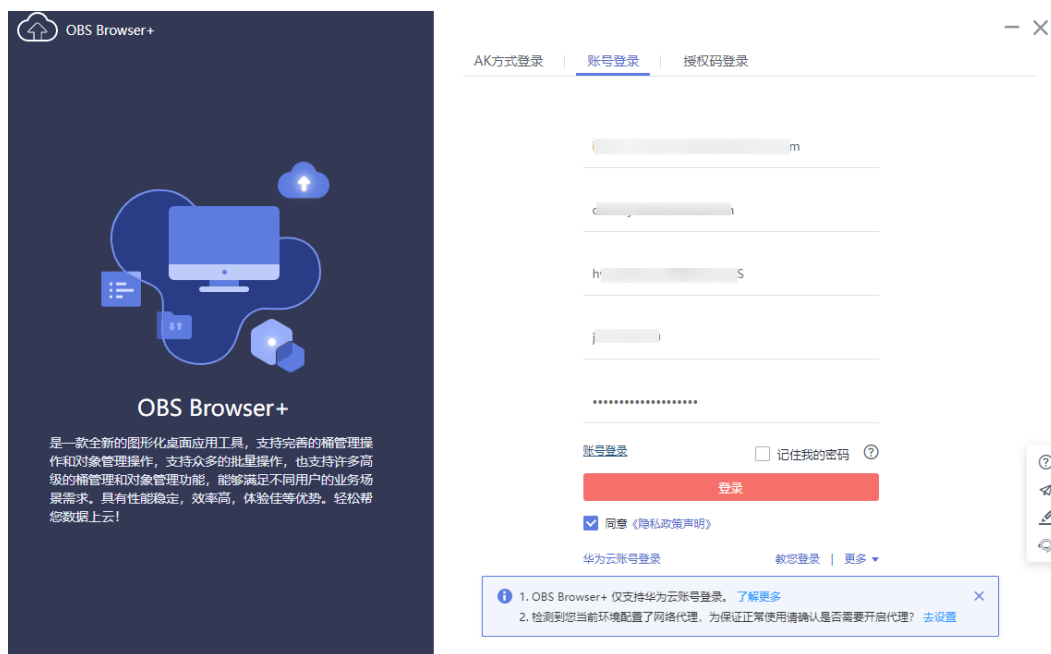 OBS Browser+
AK方式登录
账号登录
授权码登录
OBS Browser+
是一款全新的图形化桌面应用工具，支持完善的桶管理操
作和对象管理操作，支持众多的批量操作，也支持许多高
级的桶管理和对象管理功能，能够满足不同用户的业务场
景需求。具有性能稳定，效率高，体验佳等优势。轻松帮
您数据上云！
账号登录
记住我的密码
登录
同意《隐私政策声明》
华为云账号登录
教您登录 | 更多
1. OBS Browser+ 仅支持华为云账号登录。 了解更多
2. 检测到您当前环境配置了网络代理，为保证正常使用请确认是否需要开启代理？ 去设置